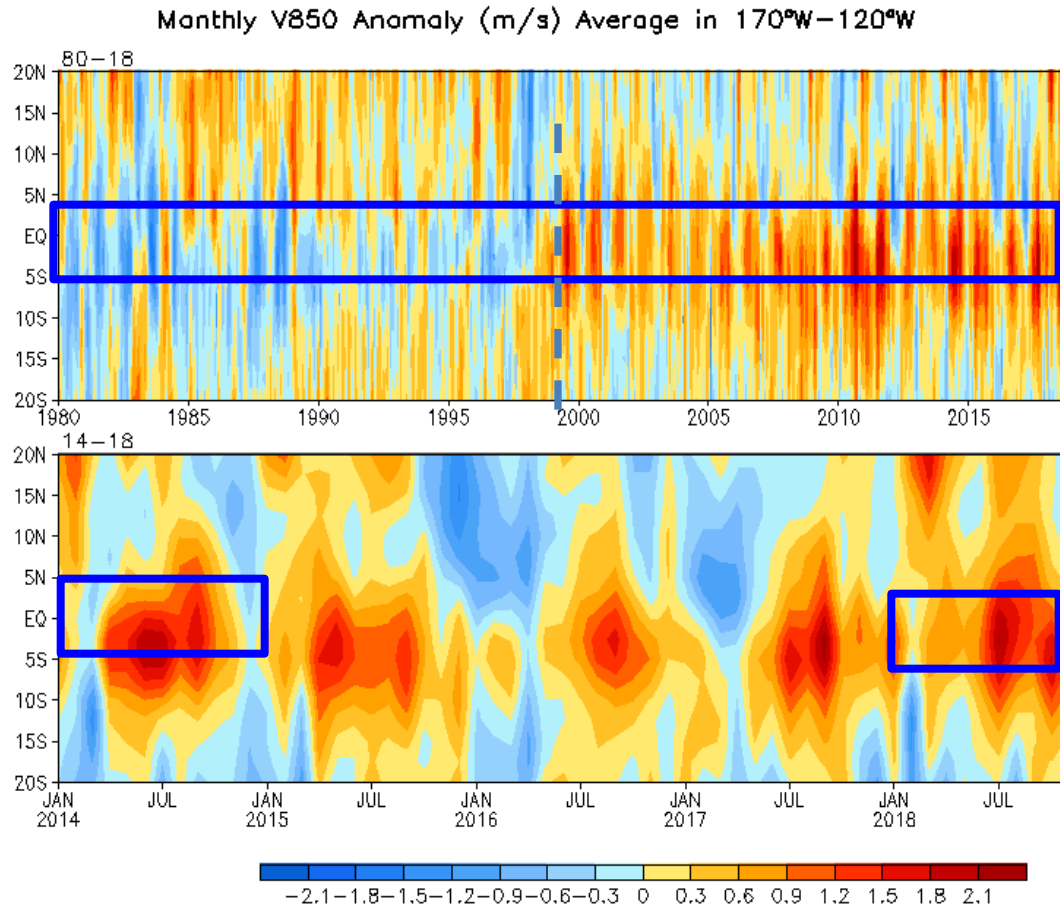 Monthly V850 Anomaly (m/s) Average in 170°W−120°W
80−18
20N
15N
10N
5N
EQ
5S
10S
15S
20S
1980 1985 1990 1995 2000 2005 2010 2015
14−18
20N
15N
10N
5N
EQ
5S
10S
15S
20S
JAN JUL JAN JUL JAN JUL JAN JUL JAN JUL
2014 2015 2016 2017 2018
−2.1 −1.8 −1.5 −1.2 −0.9 −0.6 −0.3 0 0.3 0.6 0.9 1.2 1.5 1.8 2.1